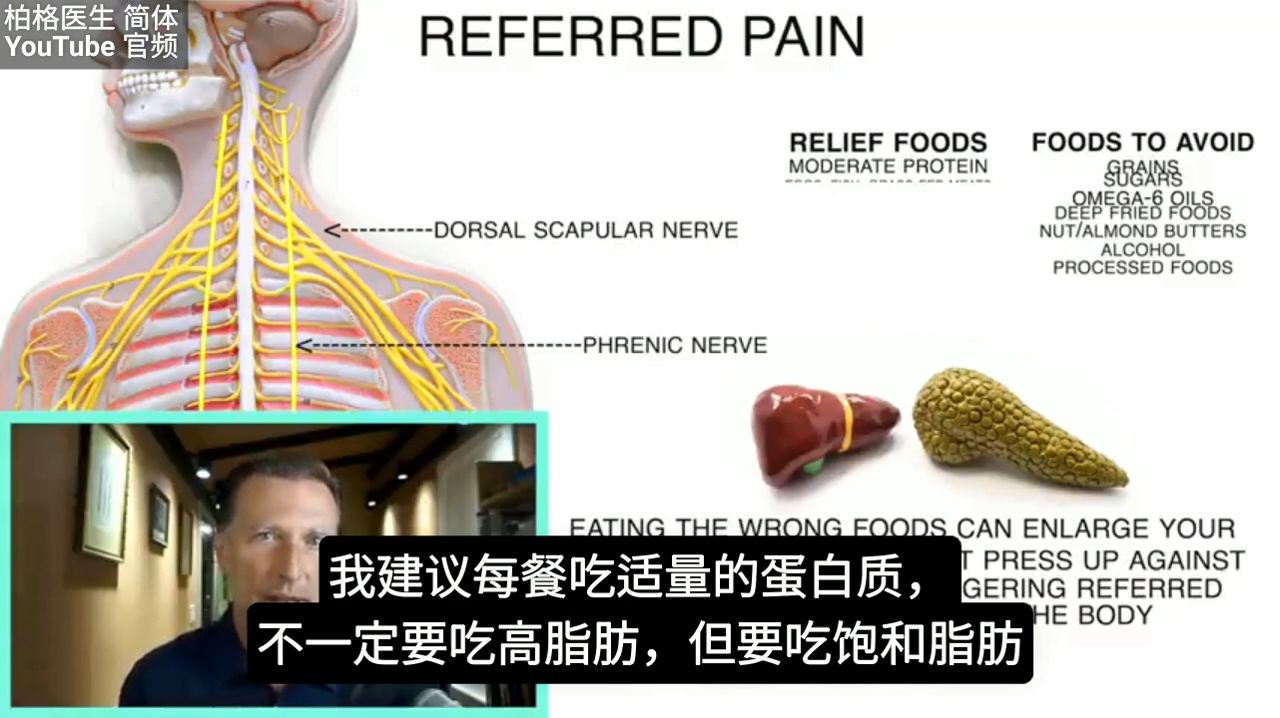 柏格医生 简体
YouTube 官频
REFERRED PAIN
RELIEF FOODS
MODERATE PROTEIN
FOODS TO AVOID
GRAINS
SUGARS
OMEGA-6 OILS
DEEP FRIED FOODS
NUT/ALMOND BUTTERS
ALCOHOL
PROCESSED FOODS
<----------DORSAL SCAPULAR NERVE
<--------------------------PHRENIC NERVE
EATING THE WRONG FOODS CAN ENLARGE YOUR
PRESS UP AGAINST
REFERRED
BODY
我建议每餐吃适量的蛋白质，
不一定要吃高脂肪，但要吃饱和脂肪